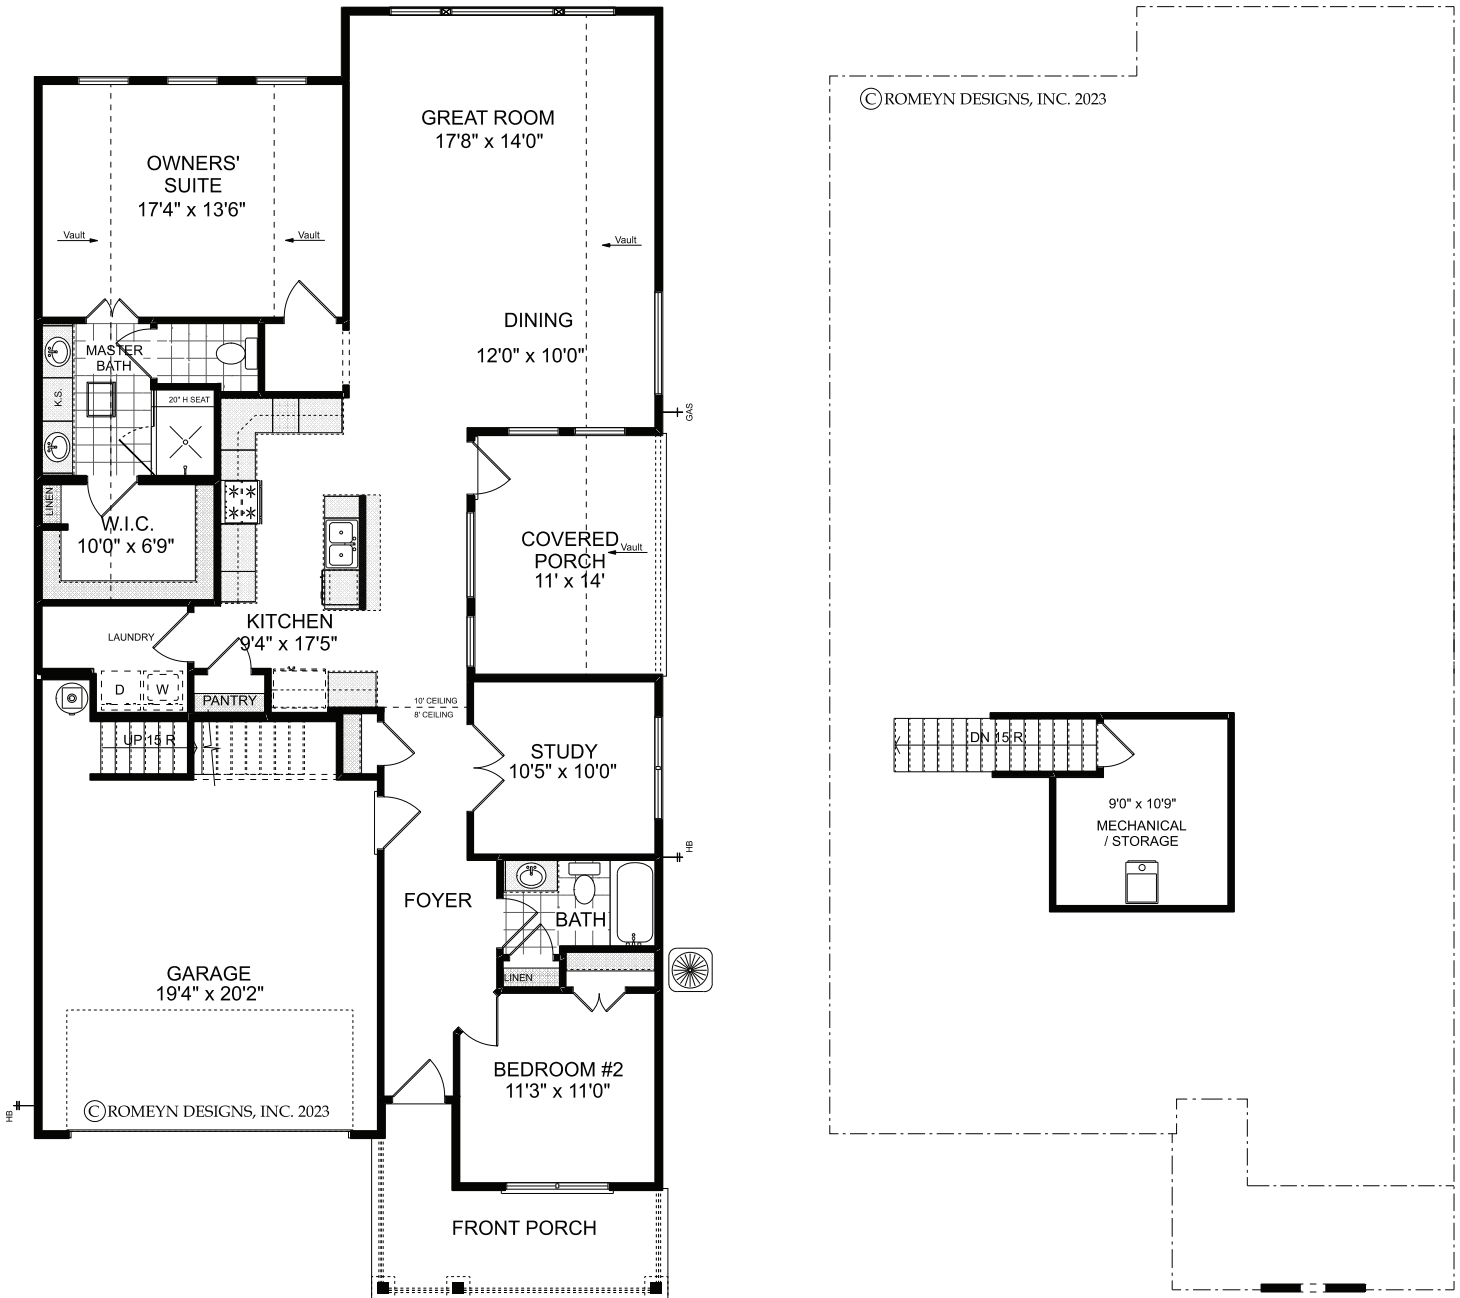 GREAT ROOM
17'8" x 14'0"
OWNERS'
SUITE
17'4" x 13'6"
Vault
Vault
Vault
DINING
12'0" x 10'0"
MASTER
BATH
K.S.
20" H SEAT
GAS
LINEN
W.I.C.
10'0" x 6'9"
COVERED
PORCH
11' x 14'
Vault
KITCHEN
9'4" x 17'5"
LAUNDRY
D
W
PANTRY
10' CEILING
8' CEILING
UP 15 R
STUDY
10'5" x 10'0"
HB
FOYER
BATH
LINEN
GARAGE
19'4" x 20'2"
BEDROOM #2
11'3" x 11'0"
© ROMEYN DESIGNS, INC. 2023
HB
FRONT PORCH
© ROMEYN DESIGNS, INC. 2023
DN 15 R
9'0" x 10'9"
MECHANICAL
/ STORAGE